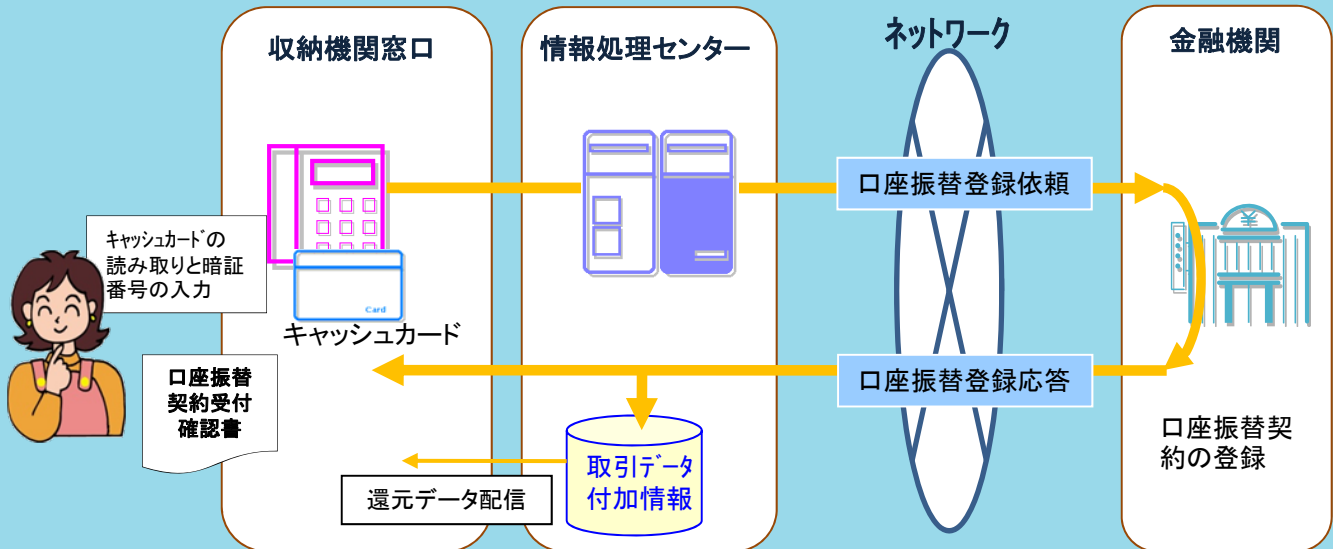 収納機関窓口
情報処理センター
ネットワーク
金融機関
口座振替登録依頼
ｷｬｯｼｭｶｰﾄﾞの
読み取りと暗証
番号の入力
Card
キャッシュカード
口座振替
契約受付
確認書
口座振替登録応答
口座振替契
約の登録
取引ﾃﾞｰﾀ
付加情報
還元データ配信